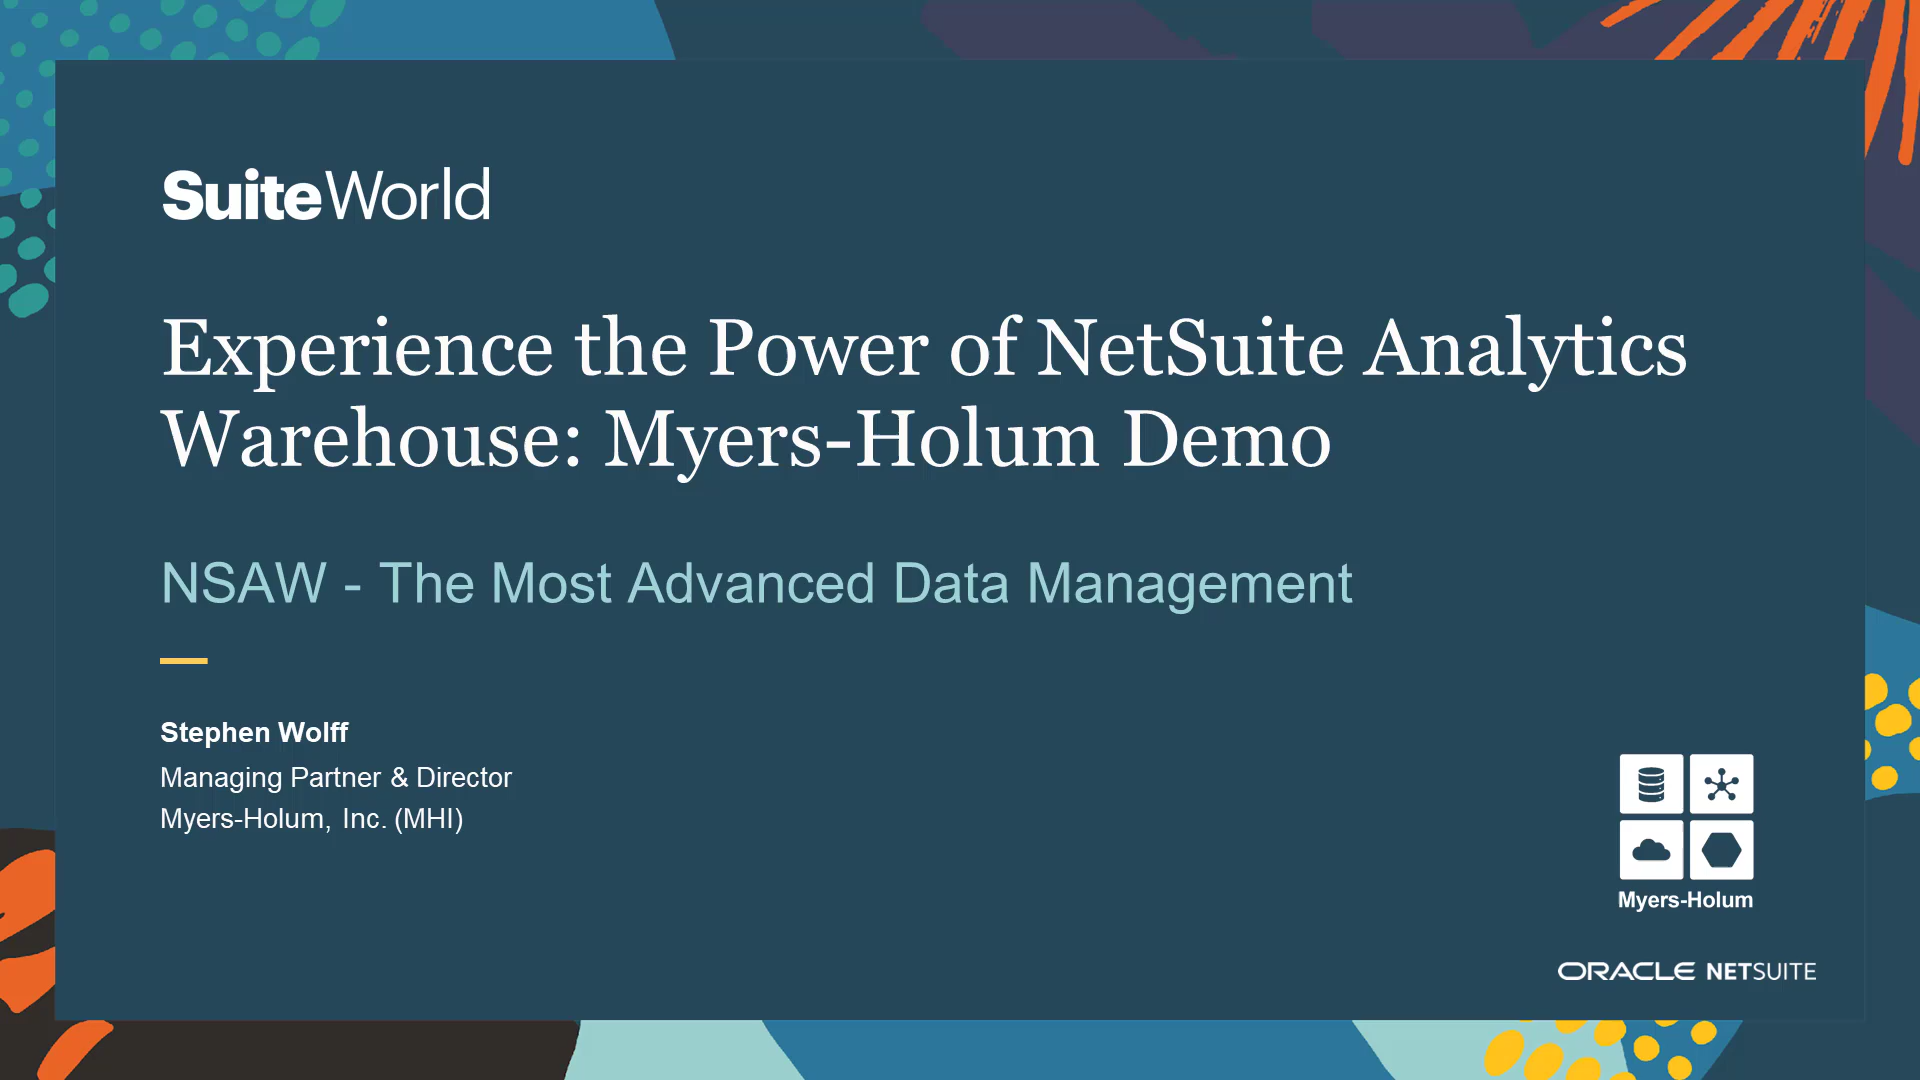 SuiteWorld
Experience the Power of NetSuite Analytics
Warehouse: Myers-Holum Demo
NSAW - The Most Advanced Data Management
Stephen Wolff
Managing Partner & Director
Myers-Holum, Inc. (MHI)
Myers-Holum
ORACLE NETSUITE